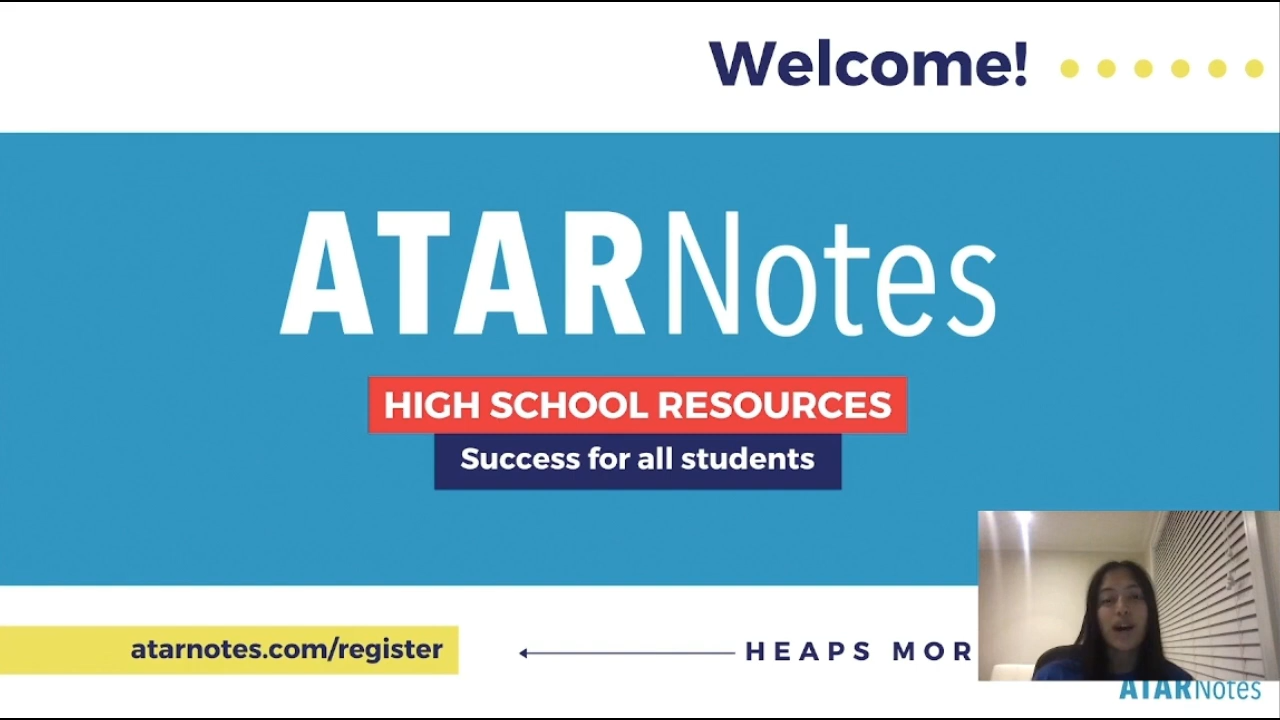 Welcome!
ATARNotes
HIGH SCHOOL RESOURCES
Success for all students
atarnotes.com/register
HEAPS MOR
ATARNotes